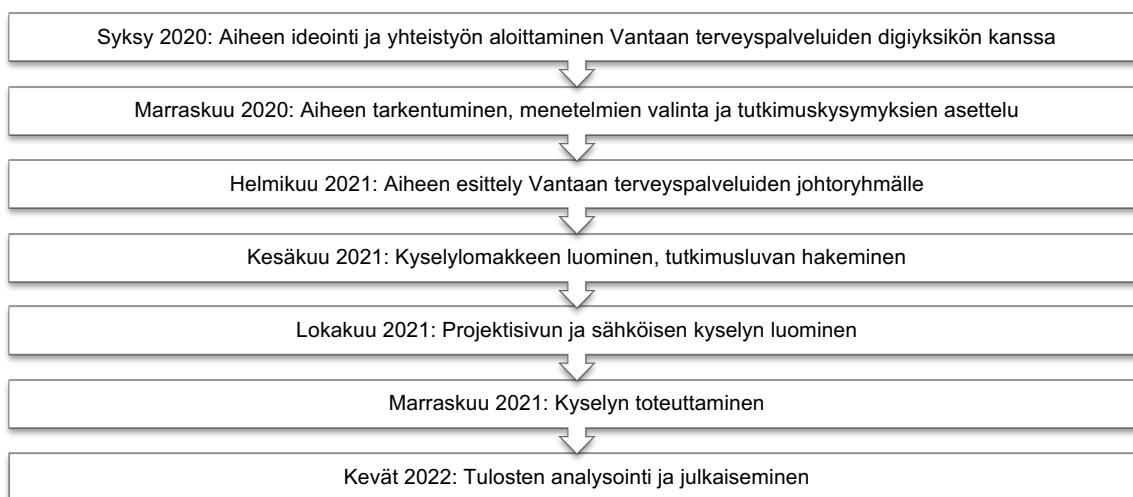 Syksy 2020: Aiheen ideointi ja yhteistyön aloittaminen Vantaan terveyspalveluiden digiyksikön kanssa
Marraskuu 2020: Aiheen tarkentuminen, menetelmien valinta ja tutkimuskysymyksien asettelu
Helmikuu 2021: Aiheen esittely Vantaan terveyspalveluiden johtoryhmälle
Kesäkuu 2021: Kyselylomakkeen luominen, tutkimusluvan hakeminen
Lokakuu 2021: Projektisivun ja sähköisen kyselyn luominen
Marraskuu 2021: Kyselyn toteuttaminen
Kevät 2022: Tulosten analysointi ja julkaiseminen